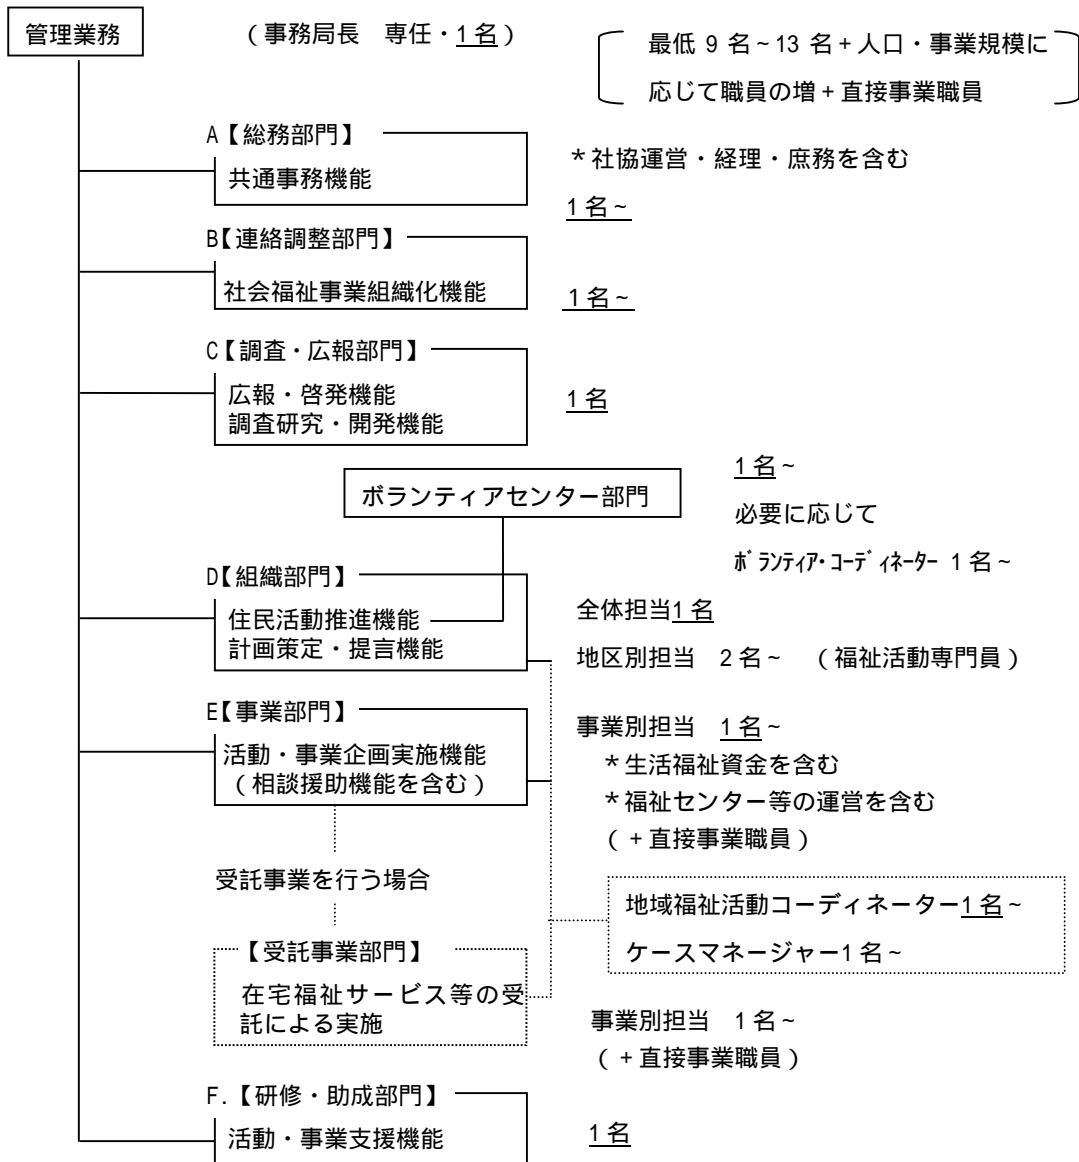 管理業務
(事務局長 専任・1名)
最低 9 名~13 名+人口・事業規模に
応じて職員の増+直接事業職員
A【総務部門】
共通事務機能
*社協運営・経理・庶務を含む
1名~
B【連絡調整部門】
社会福祉事業組織化機能
1名~
C【調査・広報部門】
広報・啓発機能
調査研究・開発機能
1名
ボランティアセンター部門
1名~
必要に応じて
ボランティア・コーディネーター 1名~
D【組織部門】
住民活動推進機能
計画策定・提言機能
全体担当1名
地区別担当 2名~ (福祉活動専門員)
E【事業部門】
活動・事業企画実施機能
(相談援助機能を含む)
事業別担当 1名~
*生活福祉資金を含む
*福祉センター等の運営を含む
(+直接事業職員)
受託事業を行う場合
地域福祉活動コーディネーター1名~
ケースマネージャー1名~
【受託事業部門】
在宅福祉サービス等の受
託による実施
事業別担当 1名~
(+直接事業職員)
F.【研修・助成部門】
活動・事業支援機能
1名